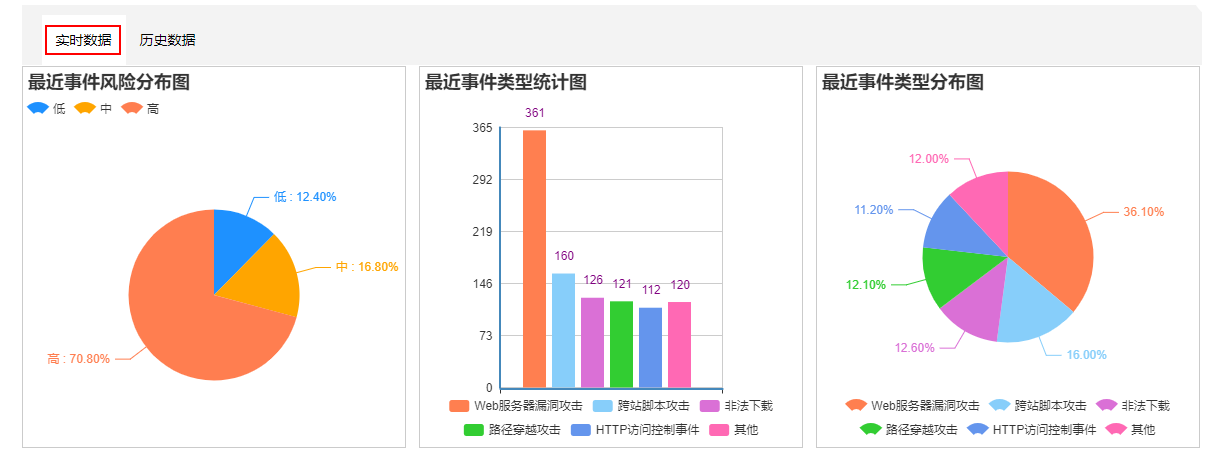 实时数据 历史数据
最近事件风险分布图
低 中 高
低 : 12.40%
中 : 16.80%
高 : 70.80%
最近事件类型统计图
361
365
292
219
160
146
126
121
112
120
73
0
Web服务器漏洞攻击 跨站脚本攻击 非法下载
路径穿越攻击 HTTP访问控制事件 其他
最近事件类型分布图
12.00%
11.20%
36.10%
12.10%
12.60%
16.00%
Web服务器漏洞攻击 跨站脚本攻击 非法下载
路径穿越攻击 HTTP访问控制事件 其他